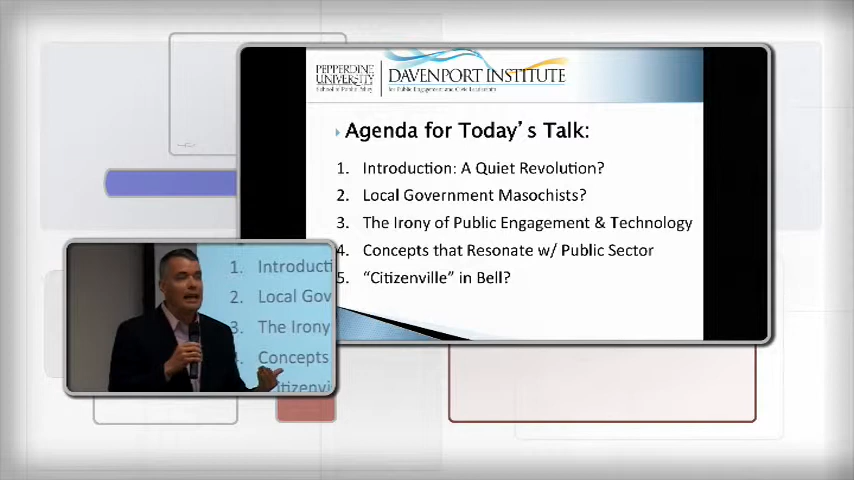 PEPPERDINE
UNIVERSITY
School of Public Policy
DAVENPORT INSTITUTE
for Public Engagement and Civic Leadership
Agenda for Today's Talk:
1. Introduction: A Quiet Revolution?
2. Local Government Masochists?
3. The Irony of Public Engagement & Technology
4. Concepts that Resonate w/ Public Sector
5. “Citizenville” in Bell?
1. Introducti
2. Local Gov
3. The Irony
4. Concepts
Citizenvi